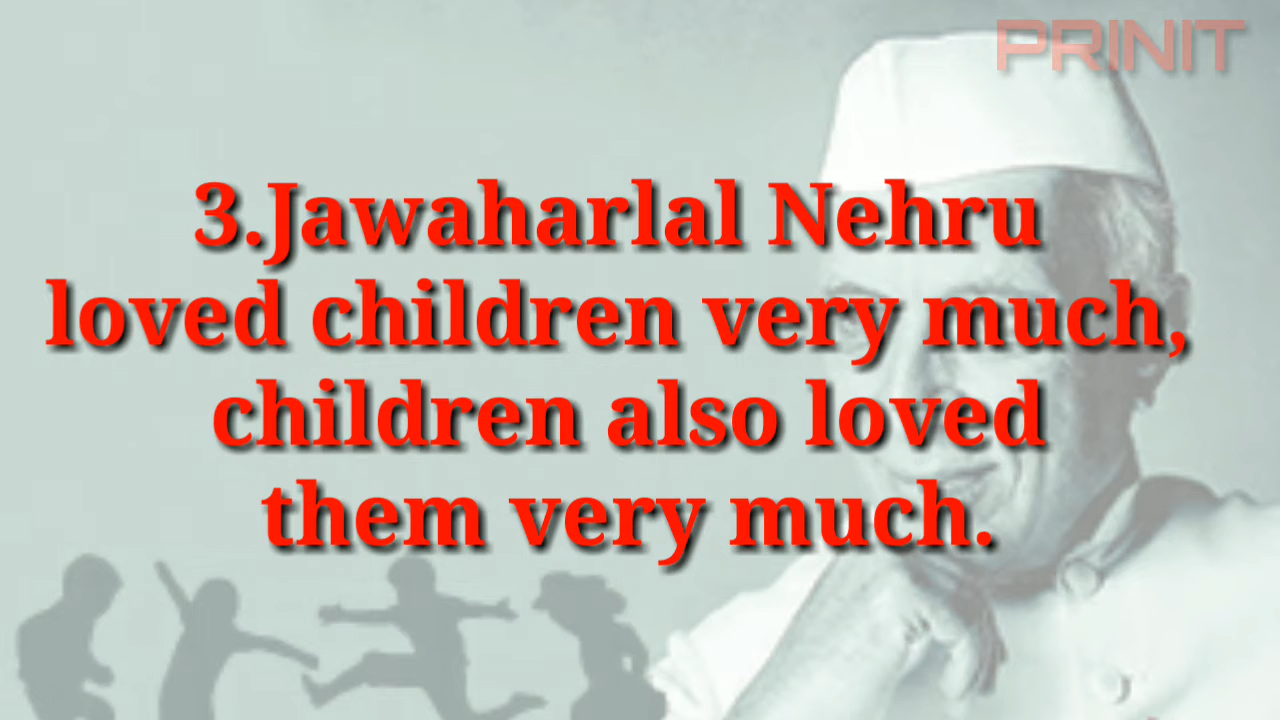 PRINIT
3.Jawaharlal Nehru
loved children very much,
children also loved
them very much.